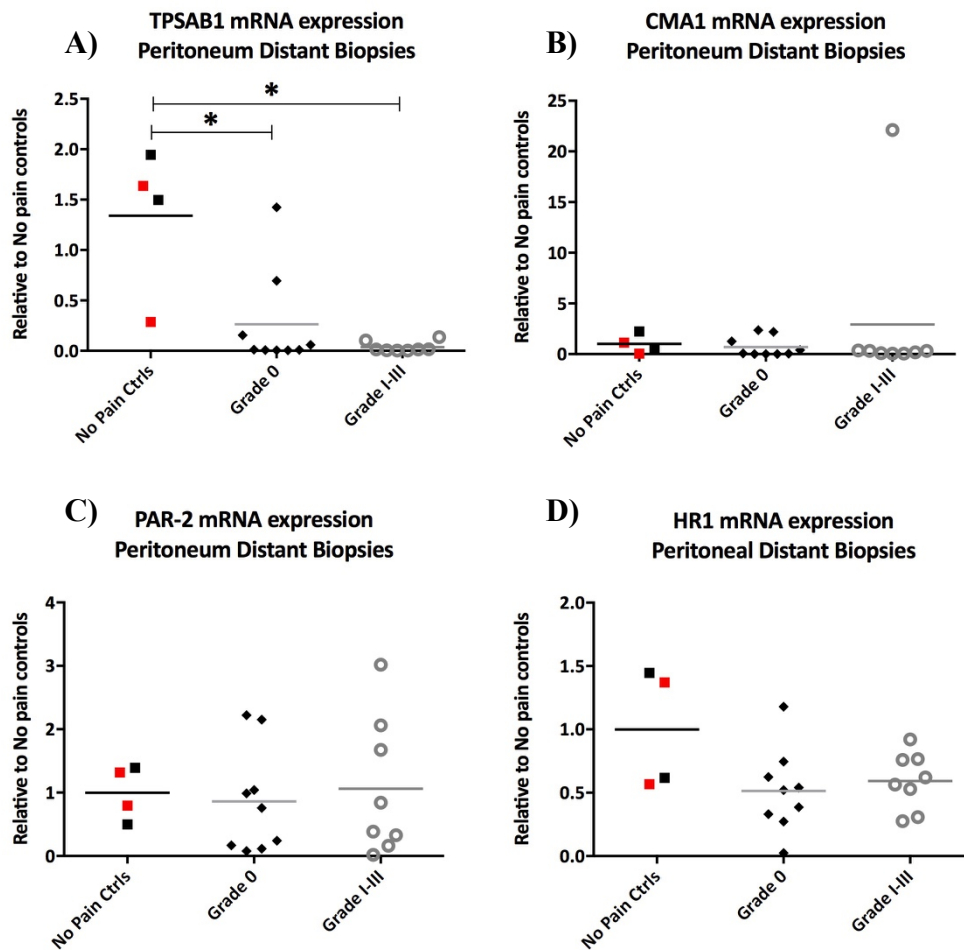 A)
TPSAB1 mRNA expression
Peritoneum Distant Biopsies
Relative to No pain controls
2.5
2.0
1.5
1.0
0.5
0.0
*
*
No Pain Ctrls
Grade 0
Grade I-III
B)
CMA1 mRNA expression
Peritoneum Distant Biopsies
Relative to No pain controls
25
20
15
10
5
0
No Pain Ctrls
Grade 0
Grade I-III
C)
PAR-2 mRNA expression
Peritoneum Distant Biopsies
Relative to No pain controls
4
3
2
1
0
No Pain Ctrls
Grade 0
Grade I-III
D)
HR1 mRNA expression
Peritoneal Distant Biopsies
Relative to No pain controls
2.0
1.5
1.0
0.5
0.0
No Pain Ctrls
Grade 0
Grade I-III